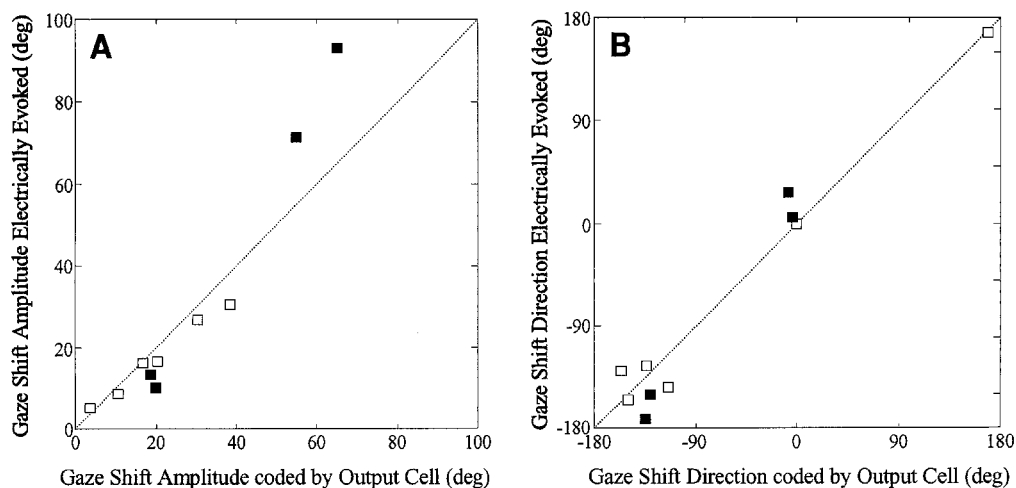 A
Gaze Shift Amplitude Electrically Evoked (deg)
100
80
60
40
20
0
0 20 40 60 80 100
Gaze Shift Amplitude coded by Output Cell (deg)
B
Gaze Shift Direction Electrically Evoked (deg)
180
90
0
-90
-180
-180 -90 0 90 180
Gaze Shift Direction coded by Output Cell (deg)